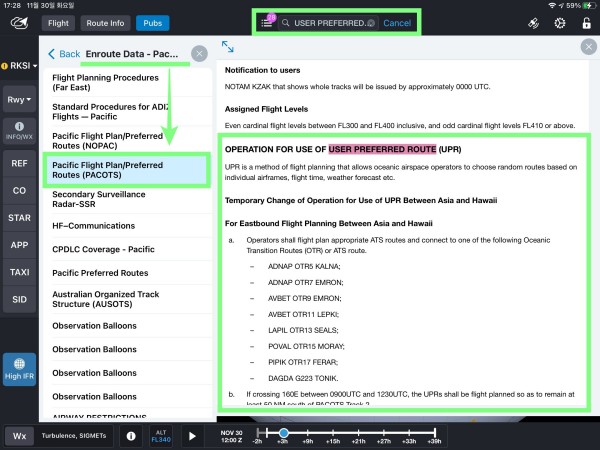 17:28 11월 30일 화요일
59%
Flight
Route Info
Pubs
USER PREFERRED...
Cancel
RKSI
Rwy
INFO/WX
REF
CO
STAR
APP
TAXI
SID
High IFR
Back
Enroute Data - Pac...
Flight Planning Procedures
(Far East)
Standard Procedures for ADIZ
Flights — Pacific
Pacific Flight Plan/Preferred
Routes (NOPAC)
Pacific Flight Plan/Preferred
Routes (PACOTS)
Secondary Surveillance
Radar-SSR
HF–Communications
CPDLC Coverage - Pacific
Pacific Preferred Routes
Australian Organized Track
Structure (AUSOTS)
Observation Balloons
Observation Balloons
Observation Balloons
Observation Balloons
AIRWAY RESTRICTIONS
Notification to users
NOTAM KZAK that shows whole tracks will be issued by approximately 0000 UTC.
Assigned Flight Levels
Even cardinal flight levels between FL300 and FL400 inclusive, and odd cardinal flight levels FL410 or above.
OPERATION FOR USE OF USER PREFERRED ROUTE (UPR)
UPR is a method of flight planning that allows oceanic airspace operators to choose random routes based on
individual airframes, flight time, weather forecast etc.
Temporary Change of Operation for Use of UPR Between Asia and Hawaii
For Eastbound Flight Planning Between Asia and Hawaii
a. Operators shall flight plan appropriate ATS routes and connect to one of the following Oceanic
Transition Routes (OTR) or ATS route.
– ADNAP OTR5 KALNA;
– ADNAP OTR7 EMRON;
– AVBET OTR9 EMRON;
– AVBET OTR11 LEPKI;
– LAPIL OTR13 SEALS;
– POVAL OTR15 MORAY;
– PIPIK OTR17 FERAR;
– DAGDA G223 TONIK.
b. If crossing 160E between 0900UTC and 1230UTC, the UPRs shall be flight planned so as to remain at
least 50 NM south of PACOTS Track 2
Wx
Turbulence, SIGMETs
ALT
FL340
NOV 30
12:00 Z
-2h
+3h
+9h
+15h
+21h
+27h
+33h
+39h